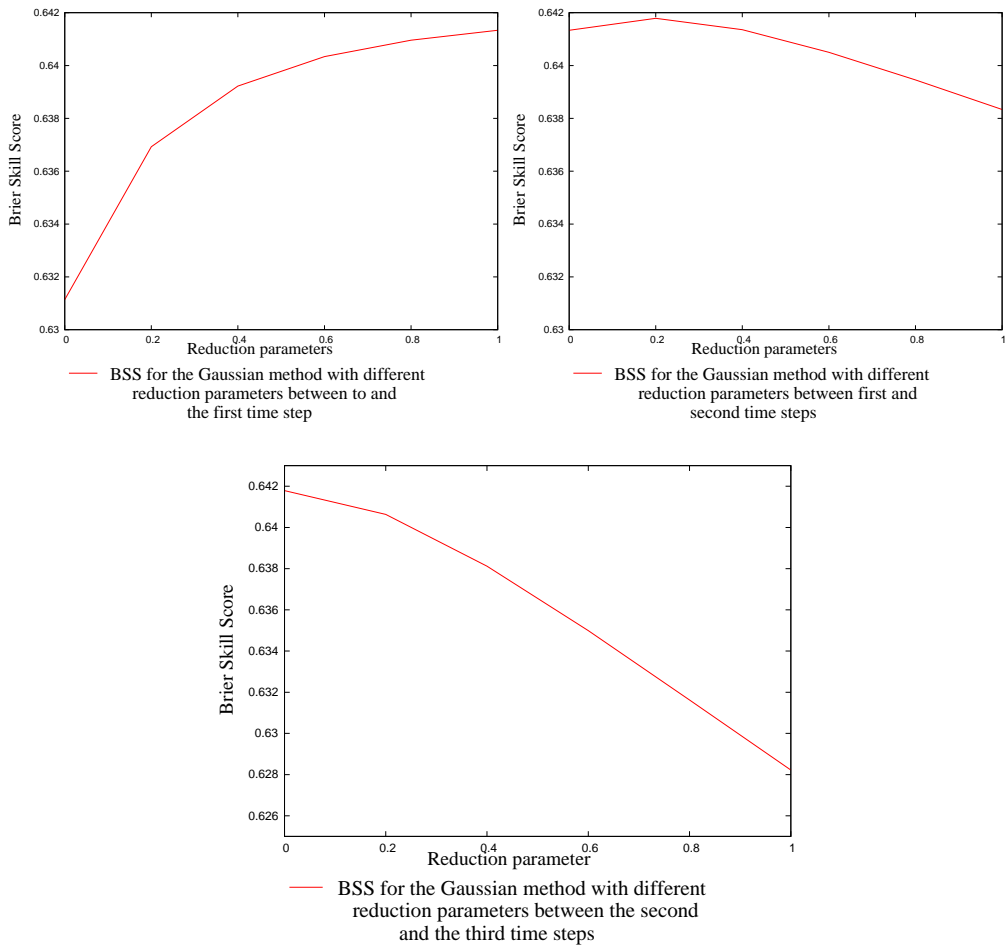 0.642
0.64
0.638
0.636
0.634
0.632
0.63
Brier Skill Score
0 0.2 0.4 0.6 0.8 1
Reduction parameters
BSS for the Gaussian method with different
reduction parameters between to and
the first time step
0.642
0.64
0.638
0.636
0.634
0.632
0.63
Brier Skill Score
0 0.2 0.4 0.6 0.8 1
Reduction parameters
BSS for the Gaussian method with different
reduction parameters between first and
second time steps
0.642
0.64
0.638
0.636
0.634
0.632
0.63
0.628
0.626
Brier Skill Score
0 0.2 0.4 0.6 0.8 1
Reduction parameter
BSS for the Gaussian method with different
reduction parameters between the second
and the third time steps